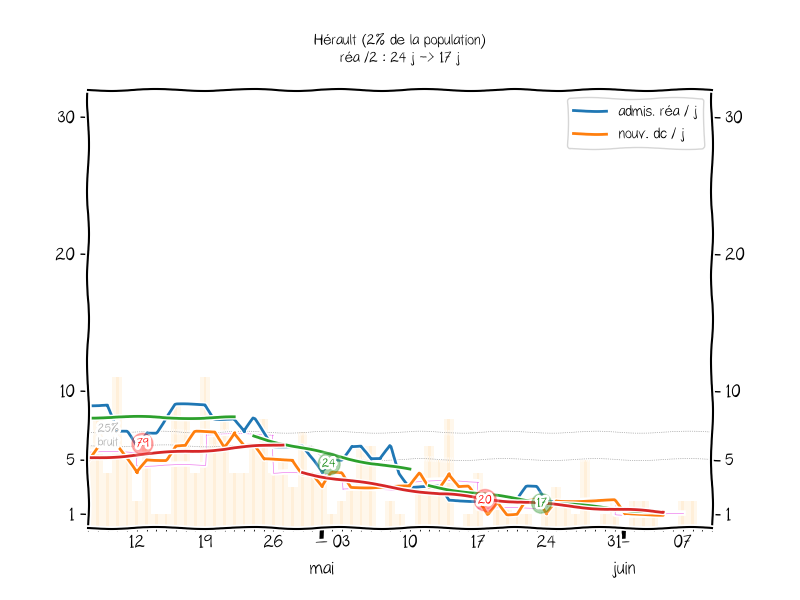 Hérault (2% de la population)
réa /2 : 24 j -> 17 j
admis. réa / j
nouv. dc / j
30
30
20
20
10
10
25%
bruit
79
24
5
5
20
17
1
1
12 19 26 03 10 17 24 31 07
mai juin